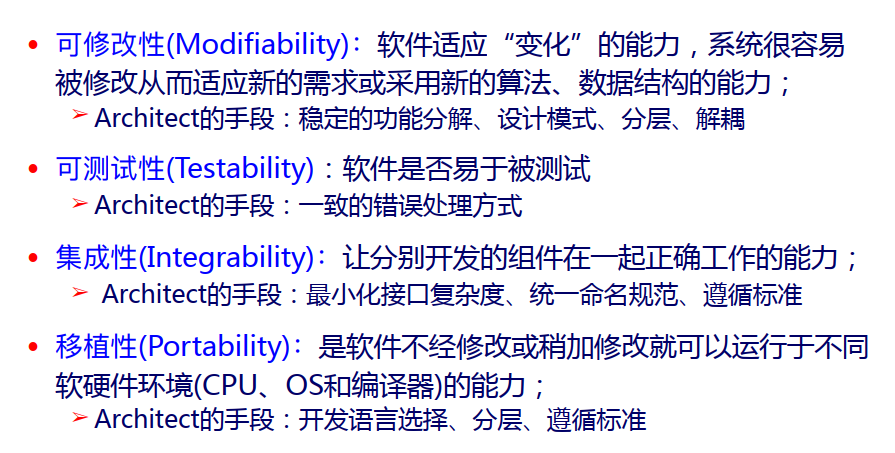 • 可修改性(Modifiability)：软件适应“变化”的能力，系统很容易
被修改从而适应新的需求或采用新的算法、数据结构的能力；
➢ Architect的手段：稳定的功能分解、设计模式、分层、解耦
• 可测试性(Testability)：软件是否易于被测试
➢ Architect的手段：一致的错误处理方式
• 集成性(Integrability)：让分别开发的组件在一起正确工作的能力；
➢ Architect的手段：最小化接口复杂度、统一命名规范、遵循标准
• 移植性(Portability)：是软件不经修改或稍加修改就可以运行于不同
软硬件环境(CPU、OS和编译器)的能力；
➢ Architect的手段：开发语言选择、分层、遵循标准